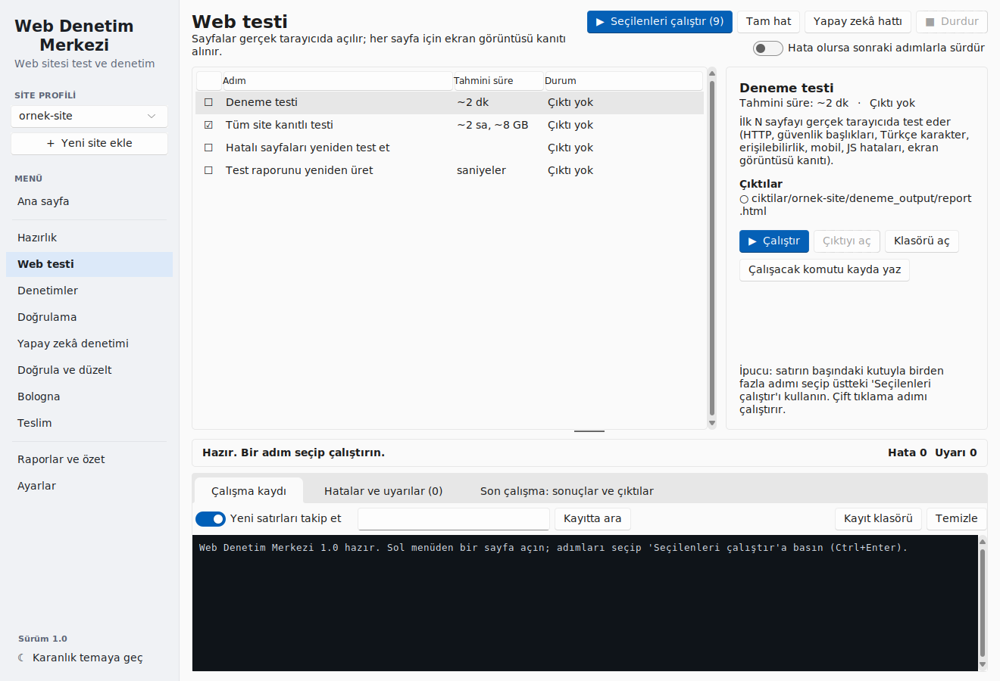 Web Denetim
Merkezi
Web sitesi test ve denetim
SİTE PROFİLİ
ornek-site
+ Yeni site ekle
MENÜ
Ana sayfa
Hazırlık
Web testi
Denetimler
Doğrulama
Yapay zekâ denetimi
Doğrula ve düzelt
Bologna
Teslim
Raporlar ve özet
Ayarlar
Sürüm 1.0
☾ Karanlık temaya geç
Web testi
Sayfalar gerçek tarayıcıda açılır; her sayfa için ekran görüntüsü kanıtı
alınır.
▶ Seçilenleri çalıştır (9)
Tam hat
Yapay zekâ hattı
■ Durdur
Hata olursa sonraki adımlarla sürdür
Adım Tahmini süre Durum
☐ Deneme testi ~2 dk Çıktı yok
☑ Tüm site kanıtlı testi ~2 sa, ~8 GB Çıktı yok
☐ Hatalı sayfaları yeniden test et Çıktı yok
☐ Test raporunu yeniden üret saniyeler Çıktı yok
Deneme testi
Tahmini süre: ~2 dk · Çıktı yok
İlk N sayfayı gerçek tarayıcıda test eder
(HTTP, güvenlik başlıkları, Türkçe karakter,
erişilebilirlik, mobil, JS hataları, ekran
görüntüsü kanıtı).
Çıktılar
○ ciktilar/ornek-site/deneme_output/report
.html
▶ Çalıştır
Çıktıyı aç
Klasörü aç
Çalışacak komutu kayda yaz
İpucu: satırın başındaki kutuyla birden
fazla adımı seçip üstteki 'Seçilenleri
çalıştır'ı kullanın. Çift tıklama adımı
çalıştırır.
Hazır. Bir adım seçip çalıştırın.
Hata 0 Uyarı 0
Çalışma kaydı
Hatalar ve uyarılar (0)
Son çalışma: sonuçlar ve çıktılar
Yeni satırları takip et
Kayıtta ara
Kayıt klasörü
Temizle
Web Denetim Merkezi 1.0 hazır. Sol menüden bir sayfa açın; adımları seçip 'Seçilenleri çalıştır'a basın (Ctrl+Enter).